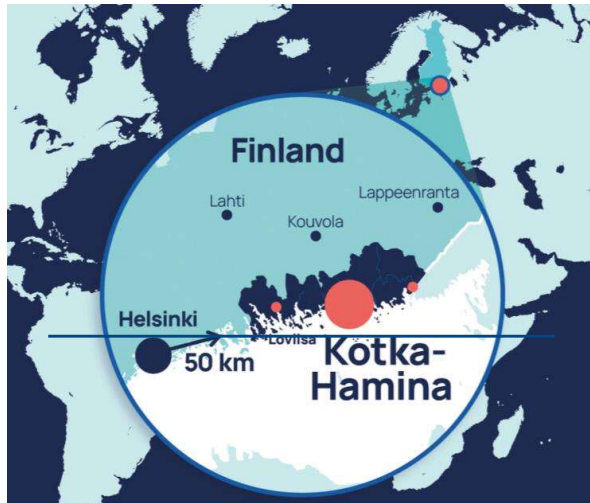 Finland
Lahti
Lappeenranta
Kouvola
Helsinki
50 km
Loviisa
Kotka-
Hamina